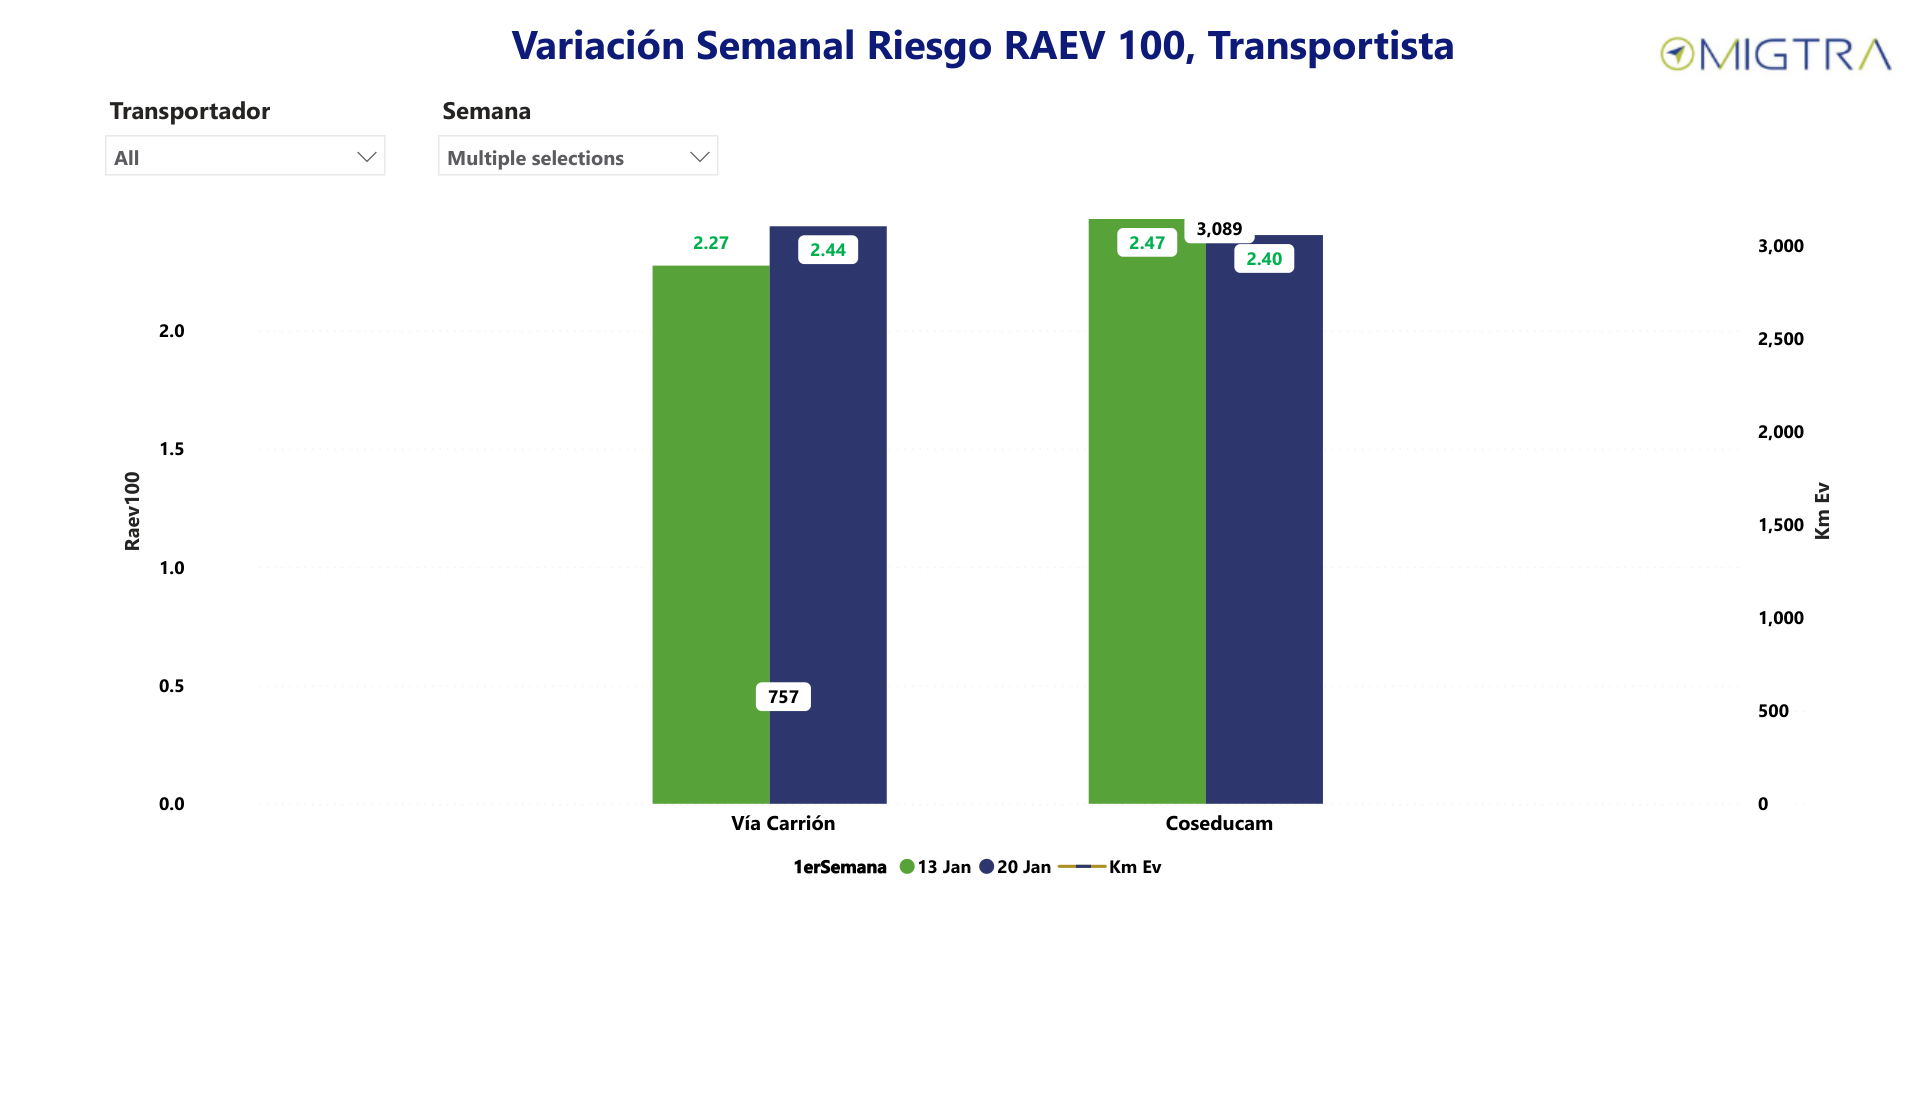 Variación Semanal Riesgo RAEV 100, Transportista
MIGTRA
Transportador
Semana
All
Multiple selections
2.27
2.44
2.47
3,089
2.40
757
2.0
1.5
1.0
0.5
0.0
Raev100
3,000
2,500
2,000
1,500
1,000
500
0
Km Ev
Vía Carrión
Coseducam
1erSemana 13 Jan 20 Jan Km Ev